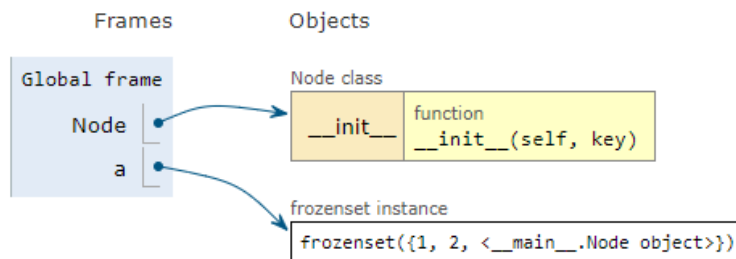 Frames
Objects
Global frame
Node
a
Node class
__init__
function
__init__(self, key)
frozenset instance
frozenset({1, 2, <__main__.Node object>})